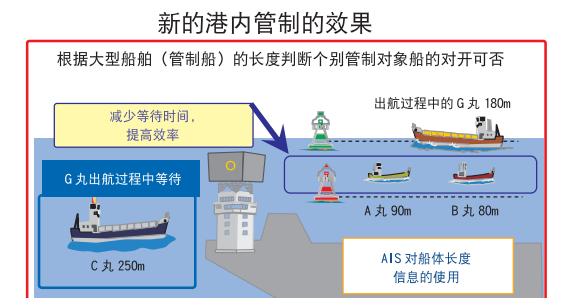 新的港内管制的效果
根据大型船舶（管制船）的长度判断个别管制对象船的对开可否
减少等待时间，
提高效率
出航过程中的 G 丸 180m
G 丸出航过程中等待
A 丸 90m
B 丸 80m
C 丸 250m
AIS 对船体长度
信息的使用